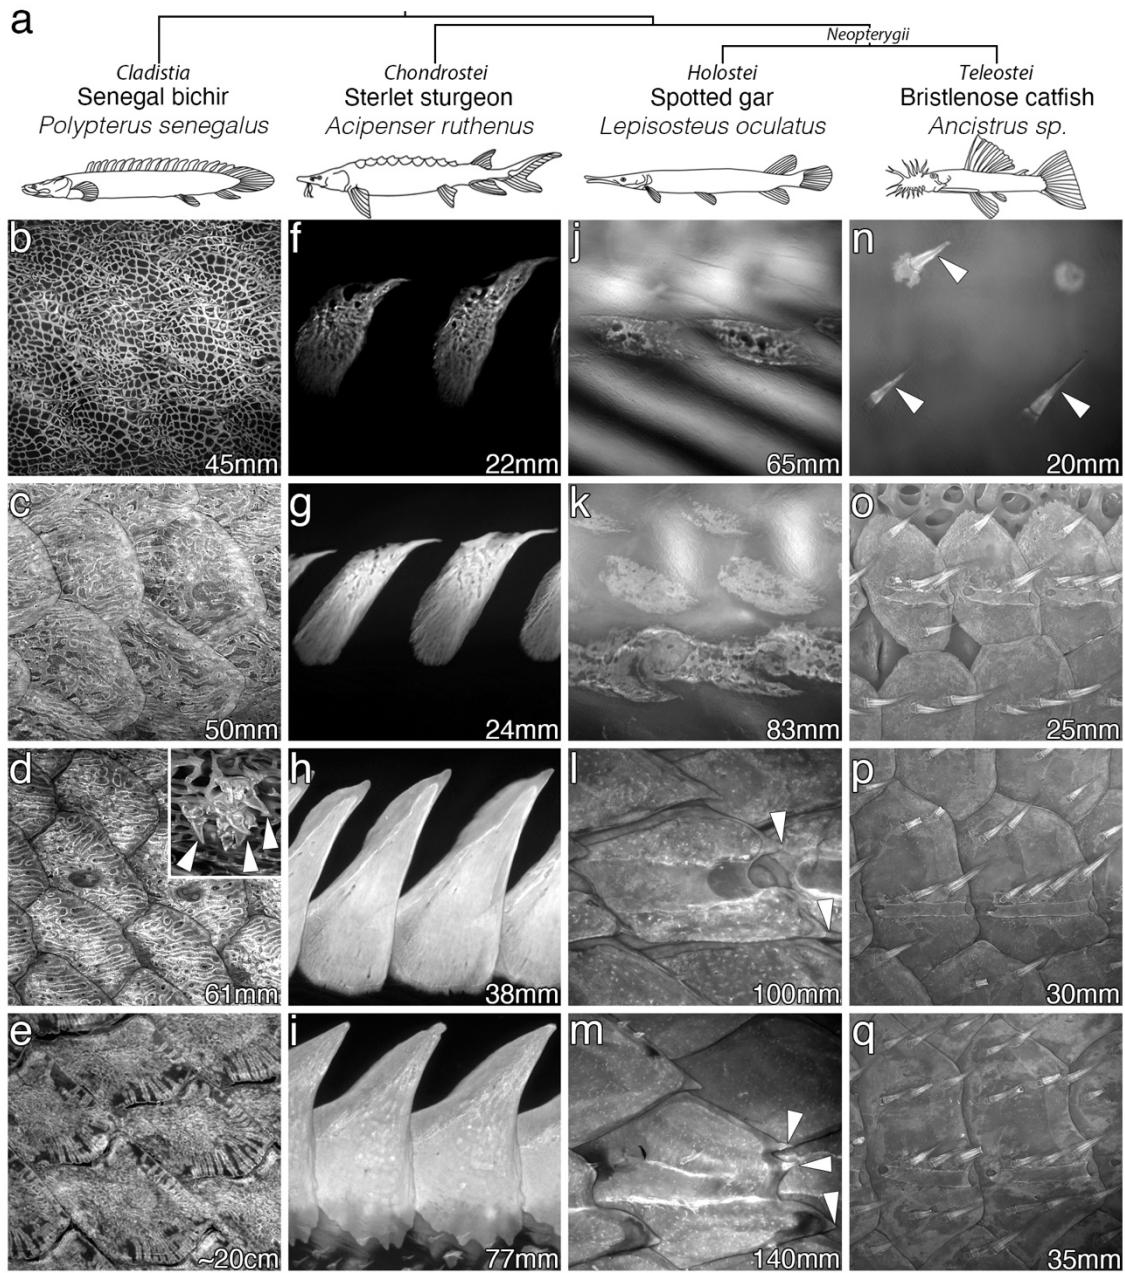 a
Neopterygii
Cladistia Chondrostei Holostei Teleostei
Senegal bichir Sterlet sturgeon Spotted gar Bristlenose catfish
Polypterus senegalus Acipenser ruthenus Lepisosteus oculatus Ancistrus sp.
b f j n
45mm 22mm 65mm 20mm
c g k o
50mm 24mm 83mm 25mm
d h l p
61mm 38mm 100mm 30mm
e i m q
~20cm 77mm 140mm 35mm